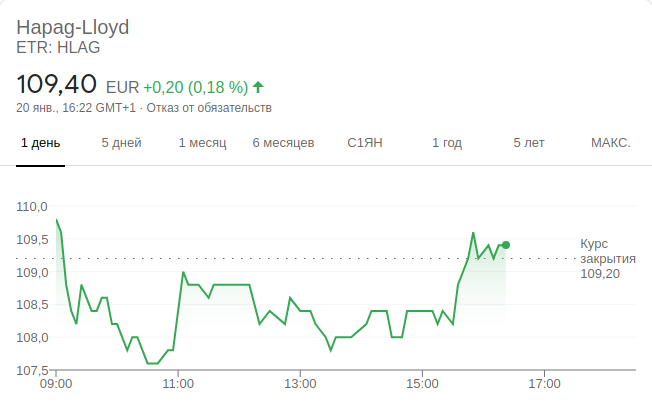 Hapag-Lloyd
ETR: HLAG
109,40 EUR +0,20 (0,18 %)
20 янв., 16:22 GMT+1 · Отказ от обязательств
1 день 5 дней 1 месяц 6 месяцев С1ЯН 1 год 5 лет МАКС.
110,0
109,5
109,0
108,5
108,0
107,5
Курс
закрытия
109,20
09:00 11:00 13:00 15:00 17:00